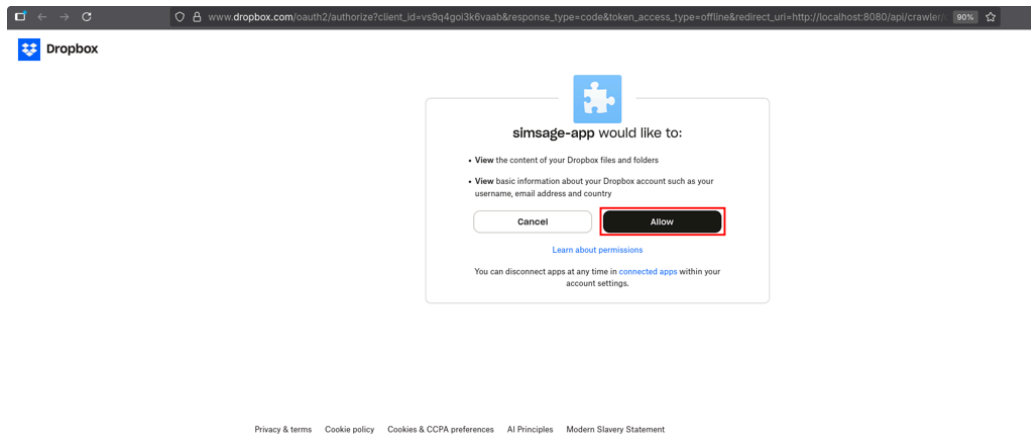 www.dropbox.com/oauth2/authorize?client_id=vs9q4goi3k6vaab&response_type=code&token_access_type=offline&redirect_uri=http://localhost:8080/api/crawler/ 90%
Dropbox
simsage-app would like to:
• View the content of your Dropbox files and folders
• View basic information about your Dropbox account such as your
username, email address and country
Cancel Allow
Learn about permissions
You can disconnect apps at any time in connected apps within your
account settings.
Privacy & terms Cookie policy Cookies & CCPA preferences AI Principles Modern Slavery Statement